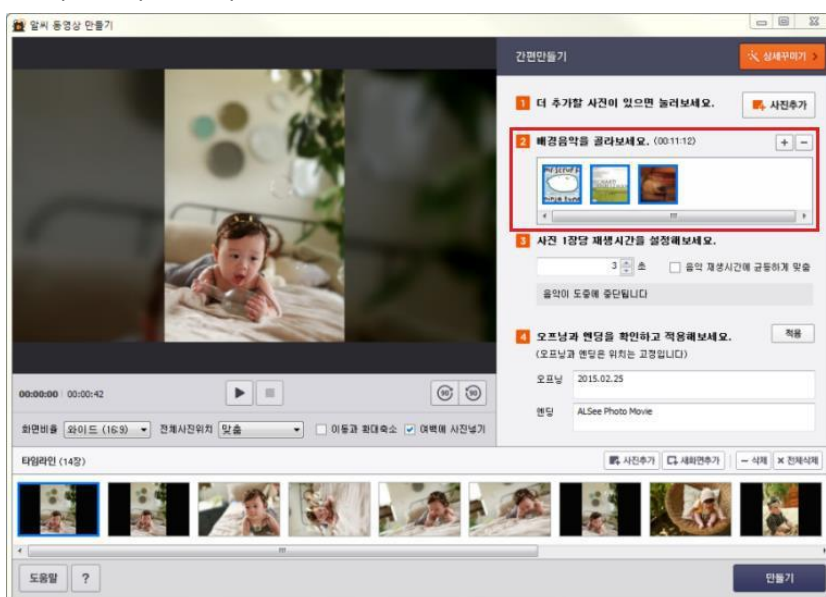 알씨 동영상 만들기
간편만들기
상세꾸미기 >
1 더 추가할 사진이 있으면 눌러보세요.
사진추가
2 배경음악을 골라보세요. (00:11:12)
+ −
3 사진 1장당 재생시간을 설정해보세요.
3 초
음악 재생시간에 균등하게 맞춤
음악이 도중에 중단됩니다
4 오프닝과 엔딩을 확인하고 적용해보세요.
적용
(오프닝과 엔딩은 위치는 고정입니다)
오프닝 2015.02.25
엔딩 ALSee Photo Movie
00:00:00 00:00:42
90 90
화면비율 와이드 (16:9) 전체사진위치 맞춤 이동과 확대축소 여백에 사진넣기
타임라인 (14장)
사진추가 새화면추가 − 삭제 × 전체삭제
도움말 ? 만들기